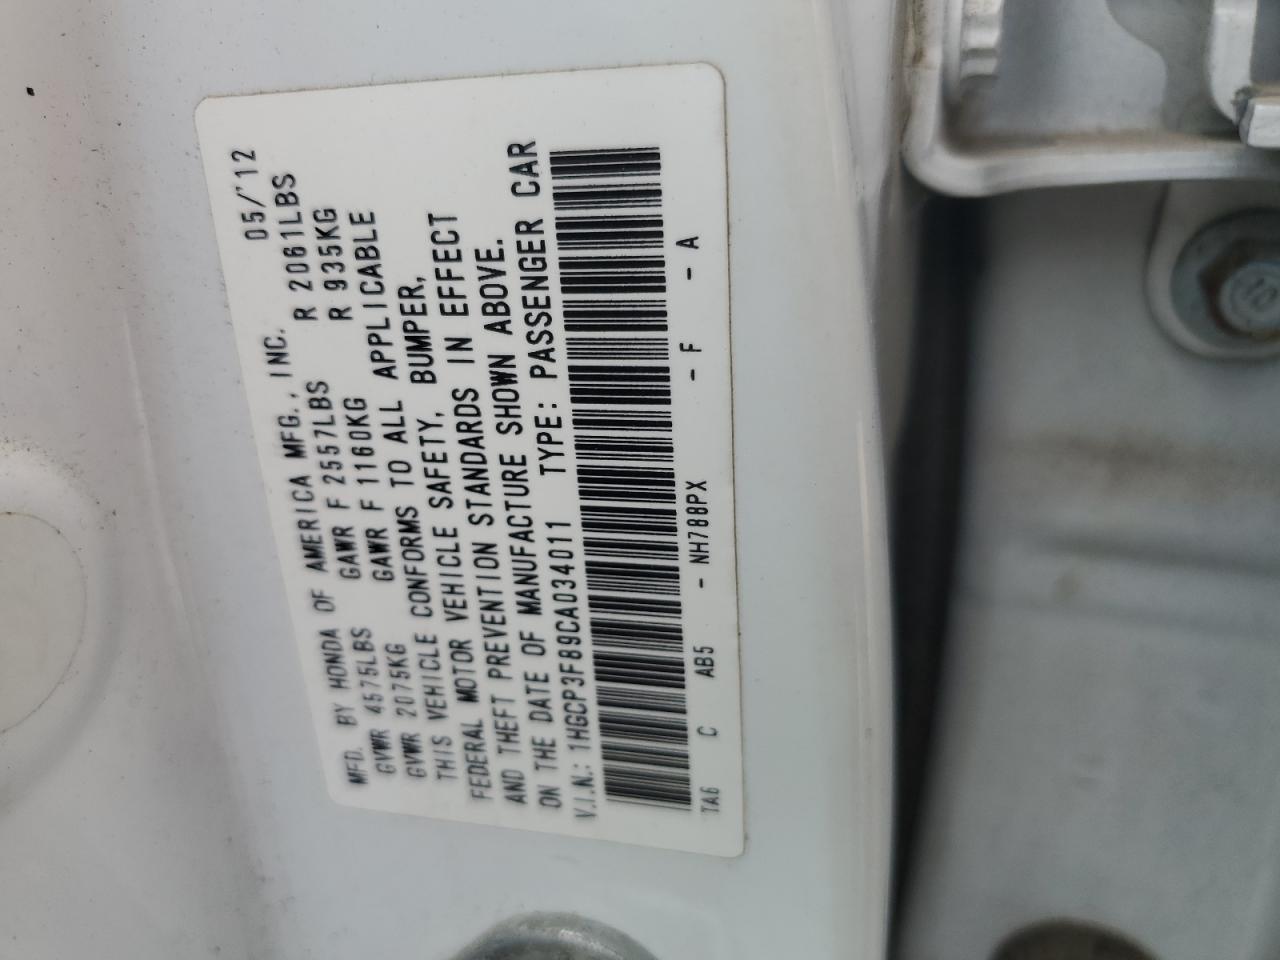 MFD. BY HONDA OF AMERICA MFG., INC. 05/'12
GVWR 4575LBS GAWR F 2557LBS R 2061LBS
GVWR 2075KG GAWR F 1160KG R 935KG
THIS VEHICLE CONFORMS TO ALL APPLICABLE
FEDERAL MOTOR VEHICLE SAFETY, BUMPER,
AND THEFT PREVENTION STANDARDS IN EFFECT
ON THE DATE OF MANUFACTURE SHOWN ABOVE.
V.I.N.: 1HGCP3F89CA034011 TYPE: PASSENGER CAR
TA6 C AB5 - NH788PX - F - A
10